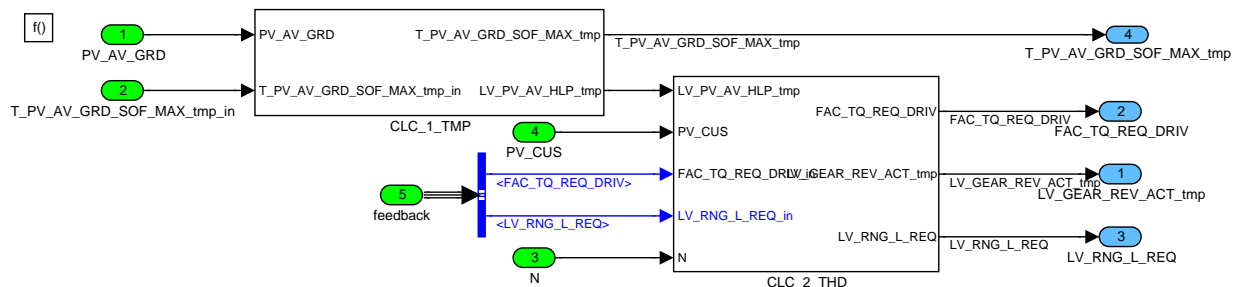 f()
1
PV_AV_GRD
PV_AV_GRD
T_PV_AV_GRD_SOF_MAX_tmp
T_PV_AV_GRD_SOF_MAX_tmp
4
T_PV_AV_GRD_SOF_MAX_tmp
2
T_PV_AV_GRD_SOF_MAX_tmp_in
T_PV_AV_GRD_SOF_MAX_tmp_in
LV_PV_AV_HLP_tmp
CLC_1_TMP
LV_PV_AV_HLP_tmp
FAC_TQ_REQ_DRIV
FAC_TQ_REQ_DRIV
2
FAC_TQ_REQ_DRIV
4
PV_CUS
PV_CUS
5
feedback
<FAC_TQ_REQ_DRIV>
FAC_TQ_REQ_DRIV_in
LV_GEAR_REV_ACT_tmp
LV_GEAR_REV_ACT_tmp
1
LV_GEAR_REV_ACT_tmp
<LV_RNG_L_REQ>
LV_RNG_L_REQ_in
LV_RNG_L_REQ
LV_RNG_L_REQ
3
LV_RNG_L_REQ
3
N
N
CLC_2_THD